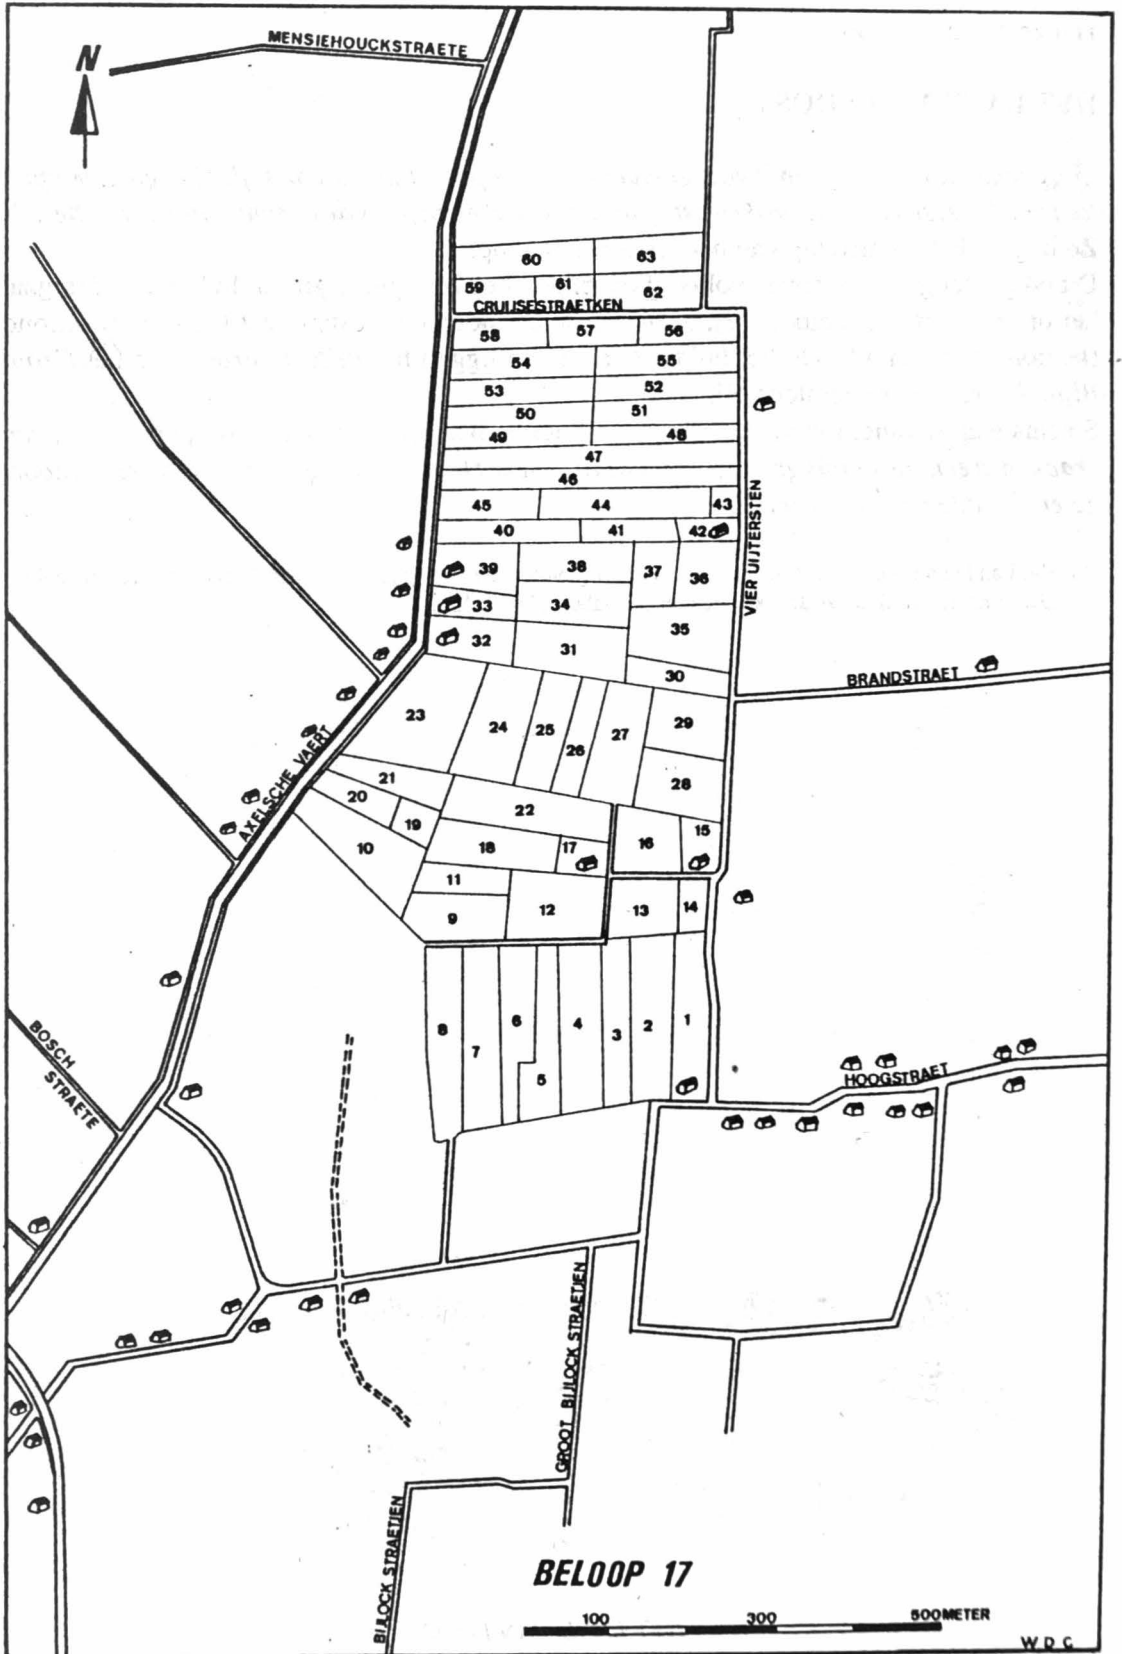 MENSIEHOUCKSTRAETE
N
60 63
59 61 62
CRUIJSESTRAETKEN
58 57 56
54 55
53 52
50 51
49 48
47
46
45 44 43
40 41 42
VIER UIJTERSTEN
39 38 37 36
33 34
32 31 35
30
BRANDSTRAET
23 24 25 26 27 29
28
AXELSCHE VAERT
21
20 19 22
10 18 17 16 15
11
9 12 13 14
8 7 6 5 4 3 2 1
BOSCH
STRAETE
HOOGSTRAET
GROOT BIJLOCK STRAETJEN
BIJLOCK STRAETJEN
BELOOP 17
100 300 500 METER
W D C